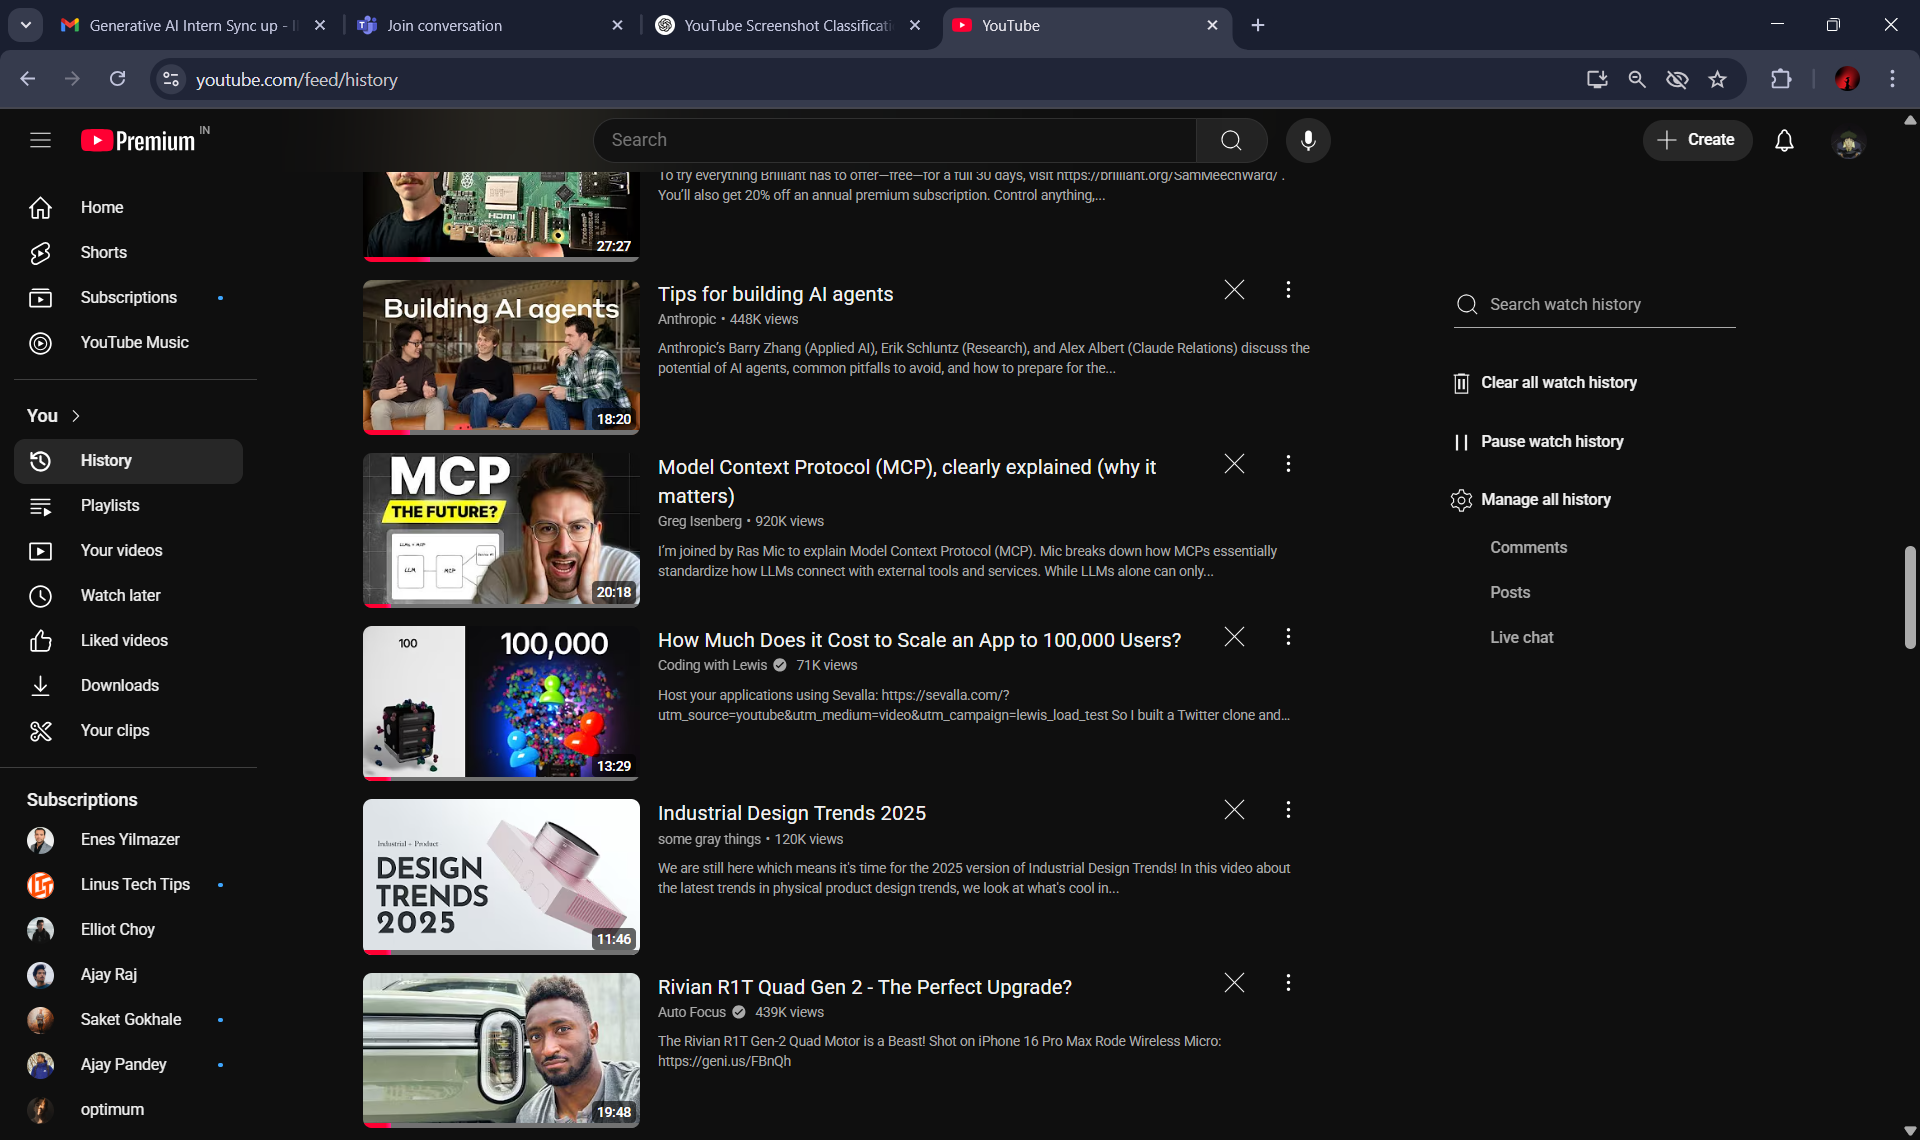 Generative AI Intern Sync up - I
Join conversation
YouTube Screenshot Classificati
YouTube
youtube.com/feed/history
Premium IN
Search
Create
Home
Shorts
Subscriptions
YouTube Music
You
History
Playlists
Your videos
Watch later
Liked videos
Downloads
Your clips
Subscriptions
Enes Yilmazer
Linus Tech Tips
Elliot Choy
Ajay Raj
Saket Gokhale
Ajay Pandey
optimum
HDMI
27:27
To try everything Brilliant has to offer—free—for a full 30 days, visit https://brilliant.org/SamMeechWard/ .
You'll also get 20% off an annual premium subscription. Control anything,...
Building AI agents
18:20
Tips for building AI agents
Anthropic • 448K views
Anthropic's Barry Zhang (Applied AI), Erik Schluntz (Research), and Alex Albert (Claude Relations) discuss the
potential of AI agents, common pitfalls to avoid, and how to prepare for the...
MCP
THE FUTURE?
LLMs + MCP
LLM
MCP
20:18
Model Context Protocol (MCP), clearly explained (why it
matters)
Greg Isenberg • 920K views
I'm joined by Ras Mic to explain Model Context Protocol (MCP). Mic breaks down how MCPs essentially
standardize how LLMs connect with external tools and services. While LLMs alone can only...
100
100,000
13:29
How Much Does it Cost to Scale an App to 100,000 Users?
Coding with Lewis 71K views
Host your applications using Sevalla: https://sevalla.com/?
utm_source=youtube&utm_medium=video&utm_campaign=lewis_load_test So I built a Twitter clone and...
Industrial + Product
DESIGN
TRENDS
2025
11:46
Industrial Design Trends 2025
some gray things • 120K views
We are still here which means it's time for the 2025 version of Industrial Design Trends! In this video about
the latest trends in physical product design trends, we look at what's cool in...
19:48
Rivian R1T Quad Gen 2 - The Perfect Upgrade?
Auto Focus 439K views
The Rivian R1T Gen-2 Quad Motor is a Beast! Shot on iPhone 16 Pro Max Rode Wireless Micro:
https://geni.us/FBnQh
Search watch history
Clear all watch history
Pause watch history
Manage all history
Comments
Posts
Live chat